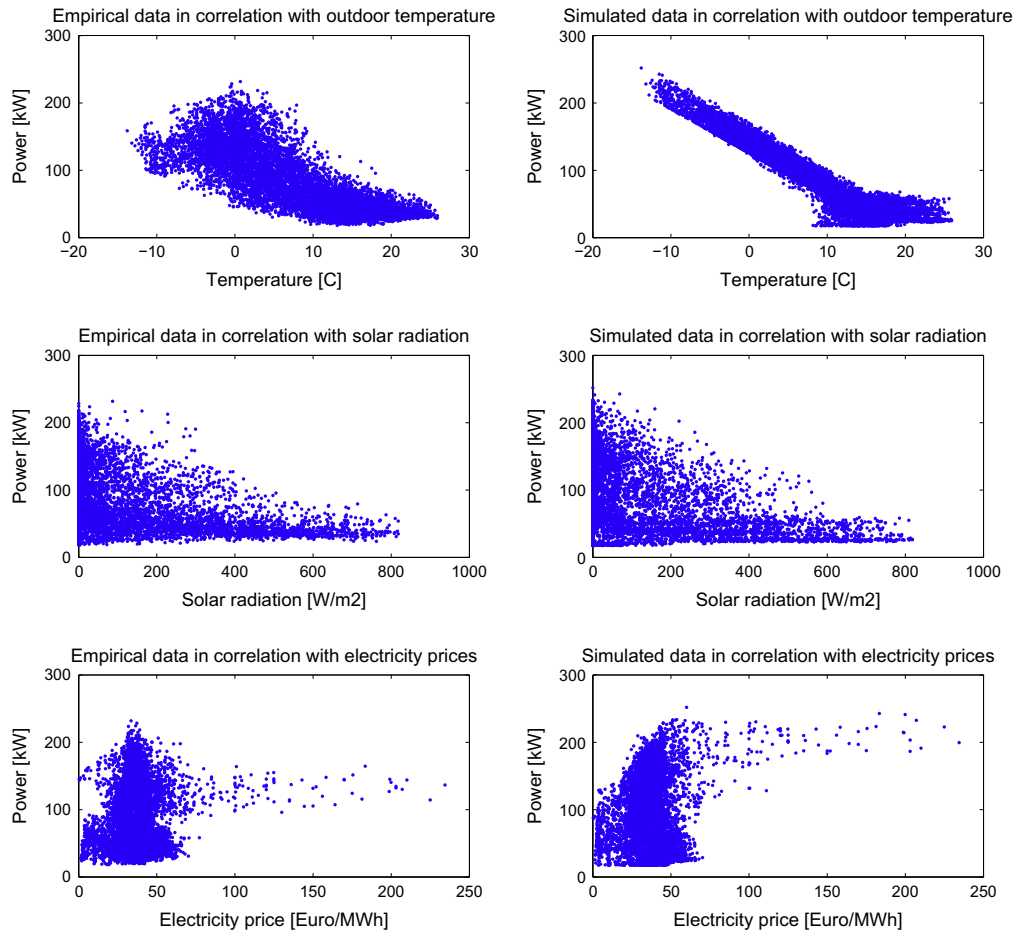 Empirical data in correlation with outdoor temperature
300
200
100
0
Power [kW]
−20 −10 0 10 20 30
Temperature [C]
Simulated data in correlation with outdoor temperature
300
200
100
0
Power [kW]
−20 −10 0 10 20 30
Temperature [C]
Empirical data in correlation with solar radiation
300
200
100
0
Power [kW]
0 200 400 600 800 1000
Solar radiation [W/m2]
Simulated data in correlation with solar radiation
300
200
100
0
Power [kW]
0 200 400 600 800 1000
Solar radiation [W/m2]
Empirical data in correlation with electricity prices
300
200
100
0
Power [kW]
0 50 100 150 200 250
Electricity price [Euro/MWh]
Simulated data in correlation with electricity prices
300
200
100
0
Power [kW]
0 50 100 150 200 250
Electricity price [Euro/MWh]